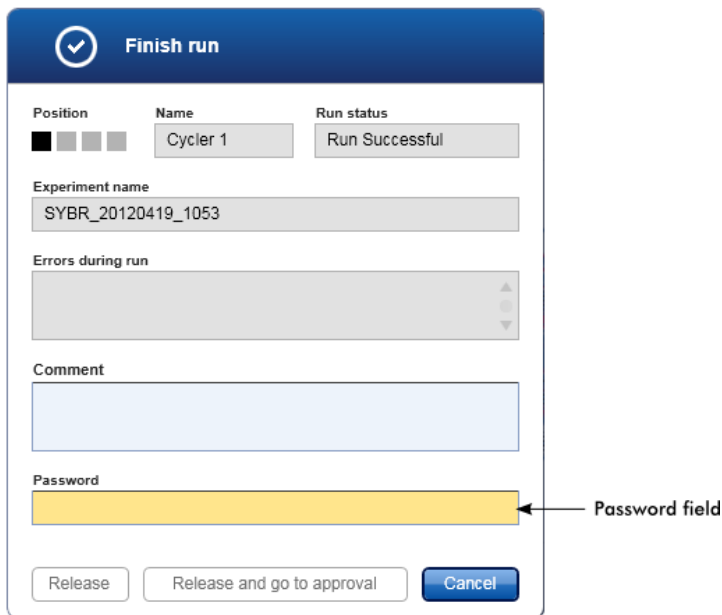 Finish run
Position Name Run status
Cycler 1 Run Successful
Experiment name
SYBR_20120419_1053
Errors during run
Comment
Password
Password field
Release Release and go to approval Cancel